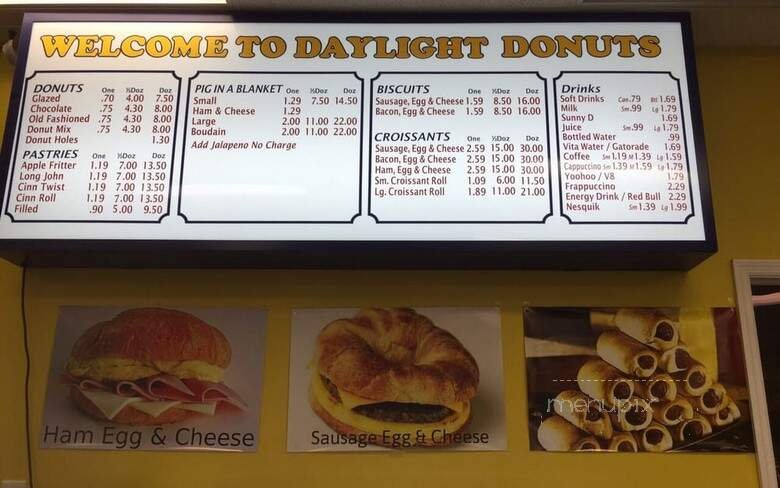 WELCOME TO DAYLIGHT DONUTS
DONUTS One ½Doz Doz
Glazed .70 4.00 7.50
Chocolate .75 4.30 8.00
Old Fashioned .75 4.30 8.00
Donut Mix .75 4.30 8.00
Donut Holes 1.30
PASTRIES One ½Doz Doz
Apple Fritter 1.19 7.00 13.50
Long John 1.19 7.00 13.50
Cinn Twist 1.19 7.00 13.50
Cinn Roll 1.19 7.00 13.50
Filled .90 5.00 9.50
PIG IN A BLANKET One ½Doz Doz
Small 1.29 7.50 14.50
Ham & Cheese 1.29
Large 2.00 11.00 22.00
Boudain 2.00 11.00 22.00
Add Jalapeno No Charge
BISCUITS One ½Doz Doz
Sausage, Egg & Cheese 1.59 8.50 16.00
Bacon, Egg & Cheese 1.59 8.50 16.00
CROISSANTS One ½Doz Doz
Sausage, Egg & Cheese 2.59 15.00 30.00
Bacon, Egg & Cheese 2.59 15.00 30.00
Ham, Egg & Cheese 2.59 15.00 30.00
Sm. Croissant Roll 1.09 6.00 11.50
Lg. Croissant Roll 1.89 11.00 21.00
Drinks
Soft Drinks Can .79 Btl 1.69
Milk Sm .99 Lg 1.79
Sunny D 1.69
Juice Sm .99 Lg 1.79
Bottled Water .99
Vita Water / Gatorade 1.69
Coffee Sm 1.19 M 1.39 Lg 1.59
Cappuccino Sm 1.39 M 1.59 Lg 1.79
Yoohoo / V8 1.79
Frappuccino 2.29
Energy Drink / Red Bull 2.29
Nesquik Sm 1.39 Lg 1.99
Ham Egg & Cheese
Sausage Egg & Cheese
menupix